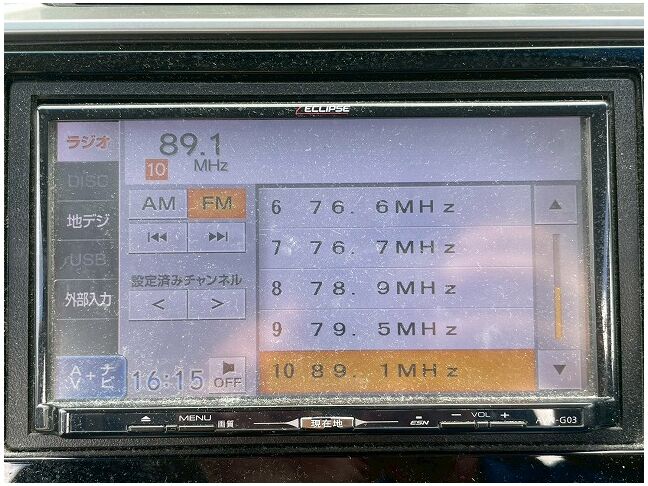 ECLIPSE
ラジオ
89.1
10 MHz
DISC
AM FM
6 76.6MHz
地デジ
7 76.7MHz
USB
設定済みチャンネル
8 78.9MHz
外部入力
< >
9 79.5MHz
AV+ナビ
16:15
OFF
10 89.1MHz
MENU
画質
現在地
ESN
− VOL +
-G03